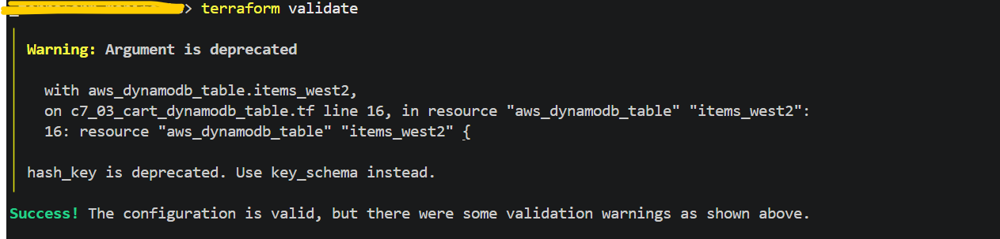 > terraform validate
Warning: Argument is deprecated
with aws_dynamodb_table.items_west2,
on c7_03_cart_dynamodb_table.tf line 16, in resource "aws_dynamodb_table" "items_west2":
16: resource "aws_dynamodb_table" "items_west2" {
hash_key is deprecated. Use key_schema instead.
Success! The configuration is valid, but there were some validation warnings as shown above.